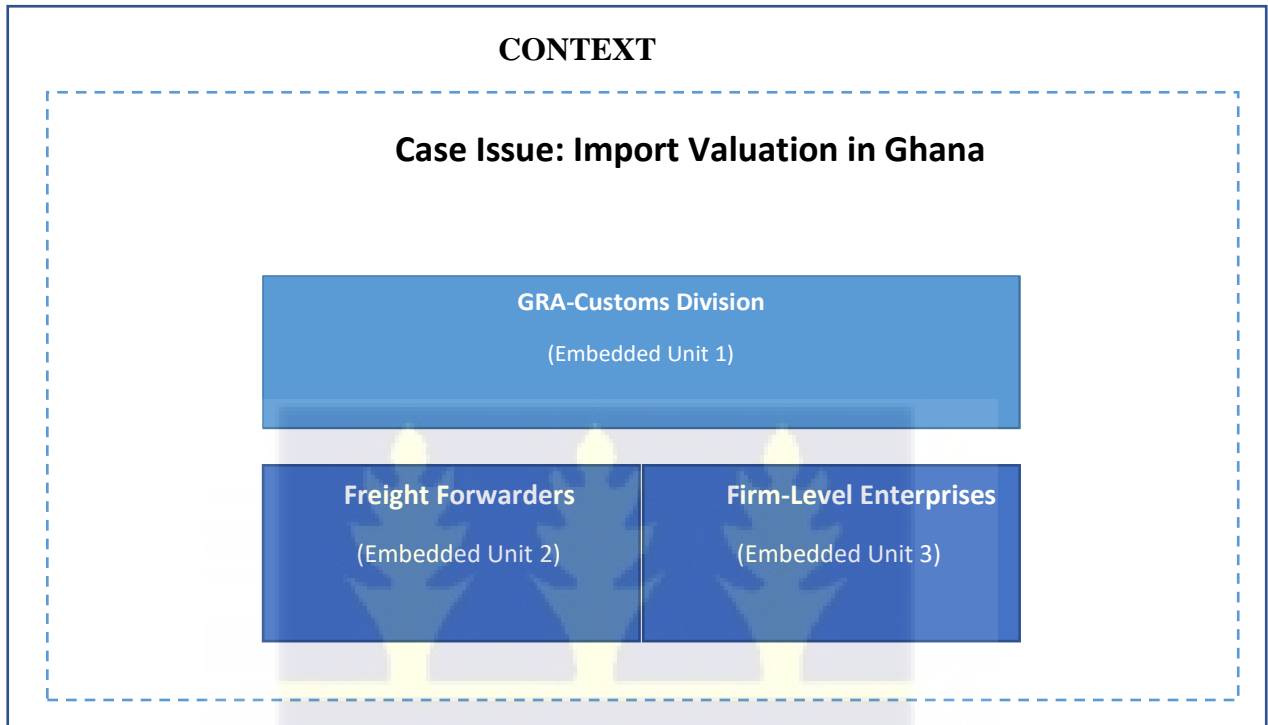 CONTEXT
Case Issue: Import Valuation in Ghana
GRA-Customs Division
(Embedded Unit 1)
Freight Forwarders
(Embedded Unit 2)
Firm-Level Enterprises
(Embedded Unit 3)